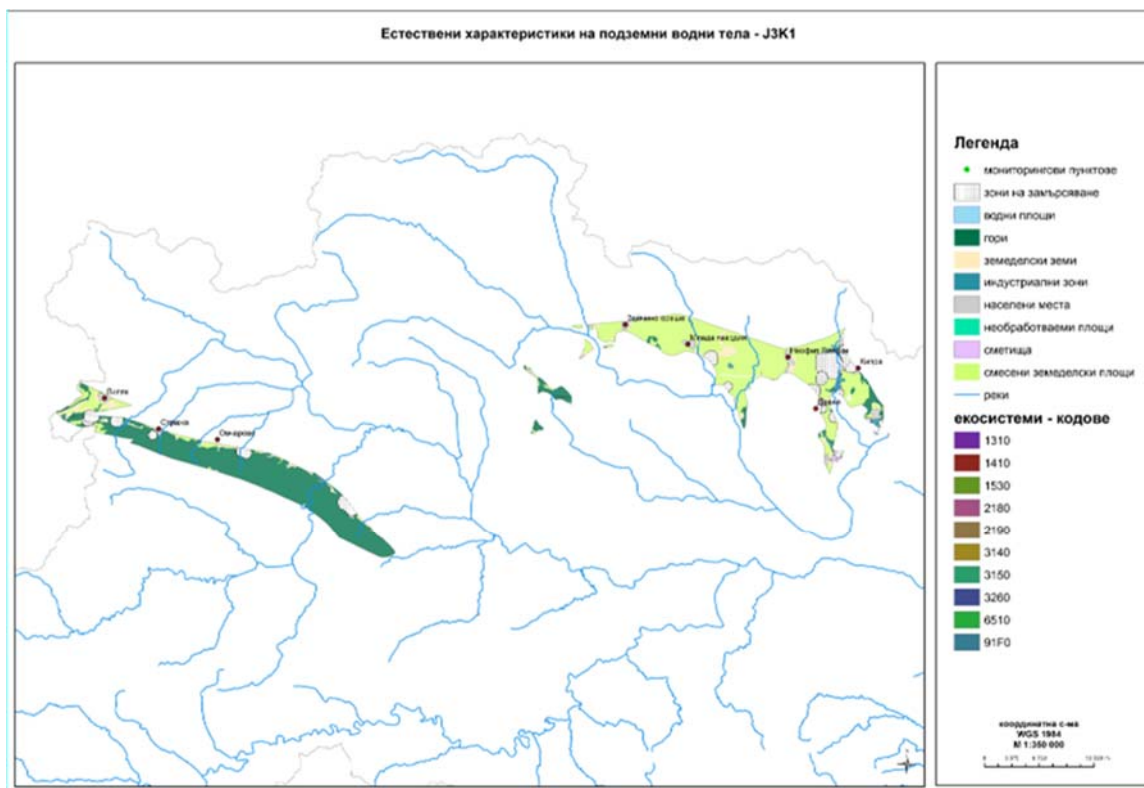 Естествени характеристики на подземни водни тела - J3K1
Легенда
мониторингови пунктове
зони на замърсяване
водни площи
гори
земеделски земи
индустриални зони
населени места
необработваеми площи
сметища
смесени земеделски площи
реки
екосистеми - кодове
1310
1410
1530
2180
2190
3140
3150
3260
6510
91F0
координатна с-ма
WGS 1984
М 1:350 000
0